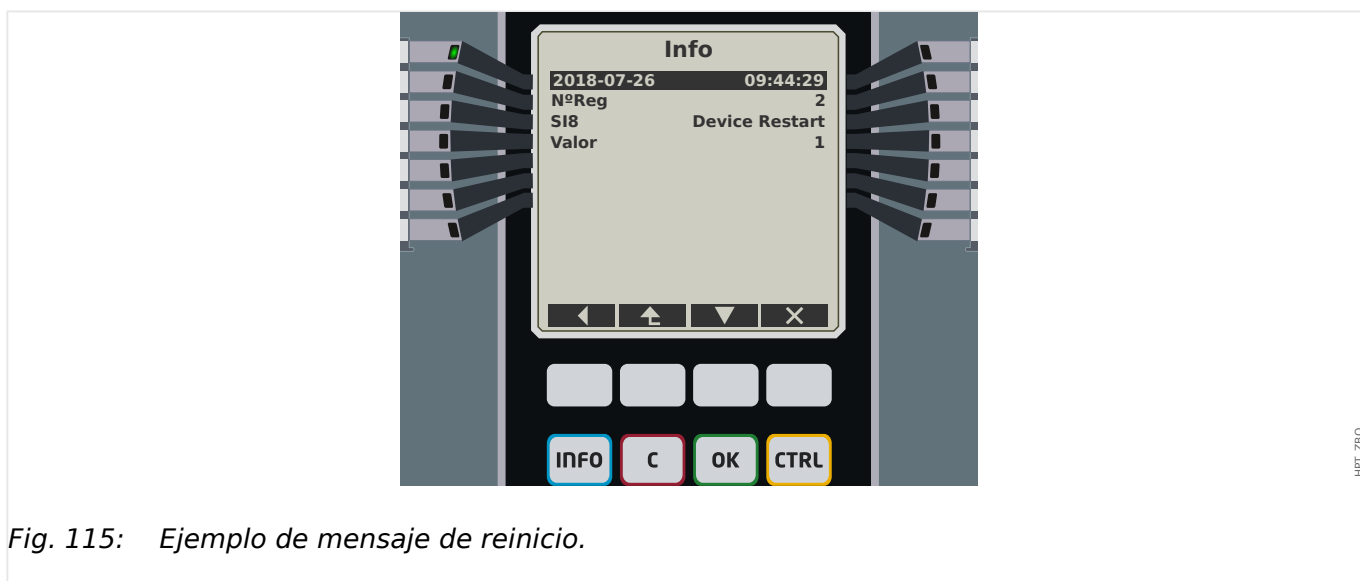 Info
2018-07-26 09:44:29
NºReg 2
SI8 Device Restart
Valor 1
INFO C OK CTRL
HPT_ZBO
Fig. 115: Ejemplo de mensaje de reinicio.